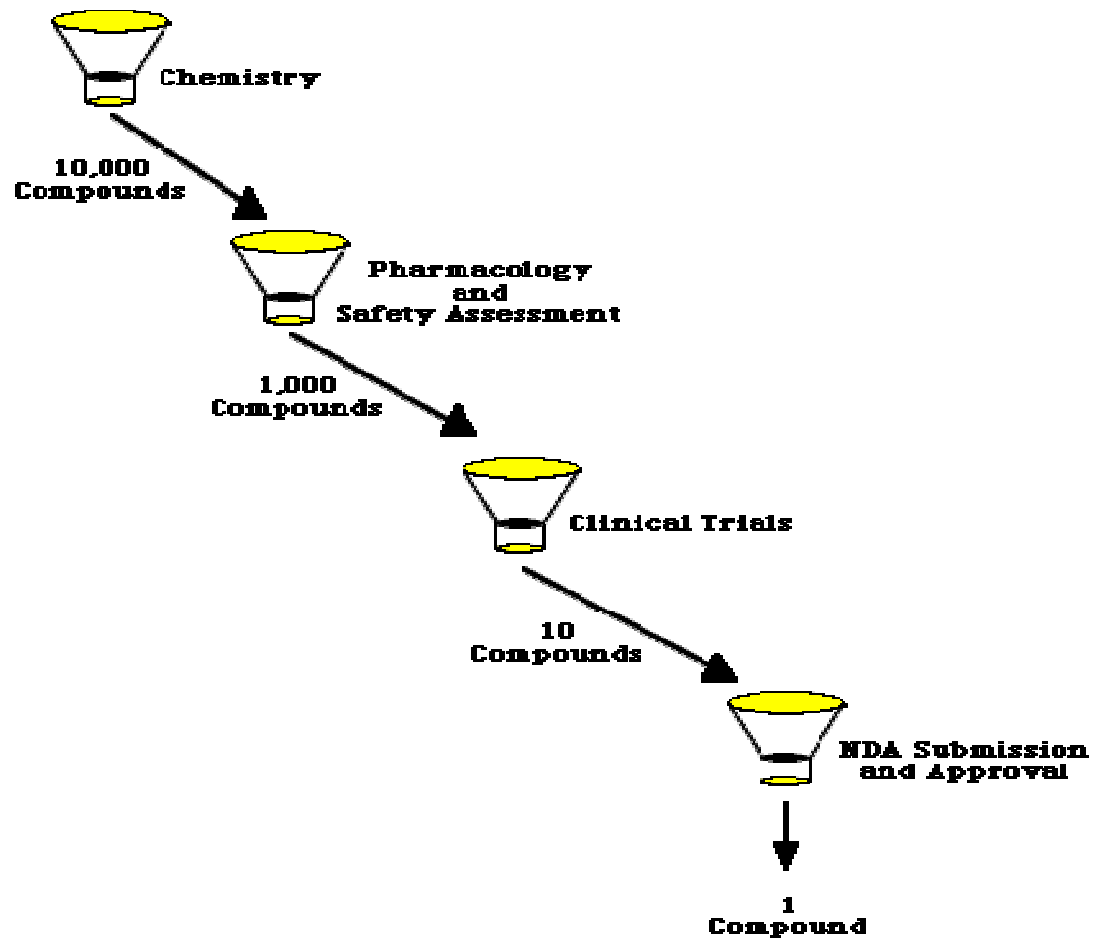 Chemistry
10,000
Compounds
Pharmacology
and
Safety Assessment
1,000
Compounds
Clinical Trials
10
Compounds
NDA Submission
and Approval
1
Compound